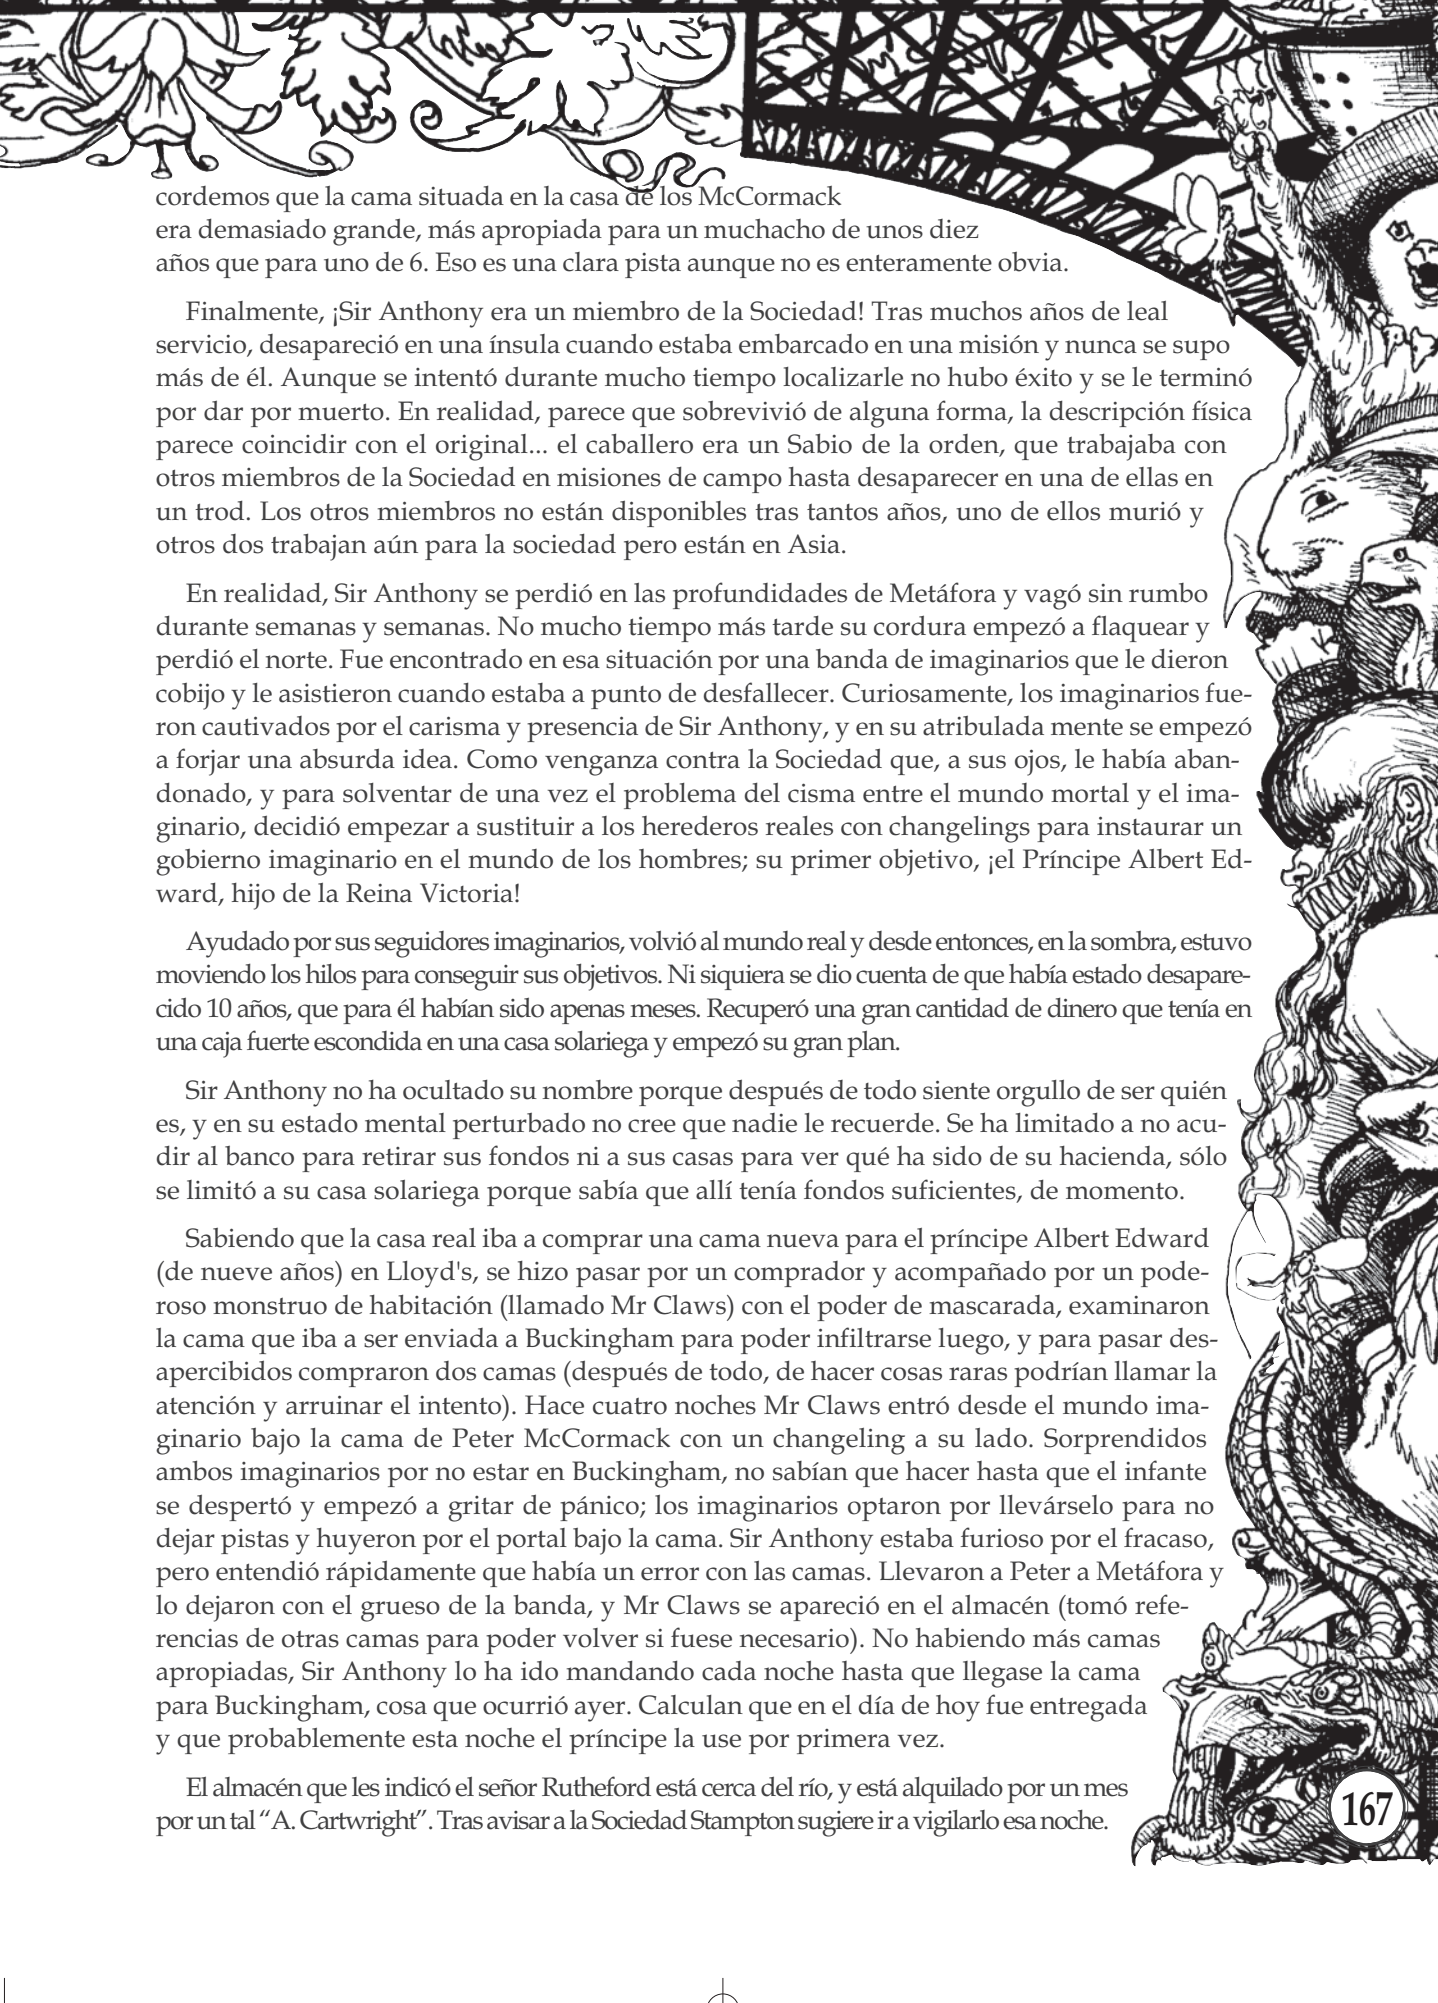 cordemos que la cama situada en la casa de los McCormack
era demasiado grande, más apropiada para un muchacho de unos diez
años que para uno de 6. Eso es una clara pista aunque no es enteramente obvia.
Finalmente, ¡Sir Anthony era un miembro de la Sociedad! Tras muchos años de leal
servicio, desapareció en una ínsula cuando estaba embarcado en una misión y nunca se supo
más de él. Aunque se intentó durante mucho tiempo localizarle no hubo éxito y se le terminó
por dar por muerto. En realidad, parece que sobrevivió de alguna forma, la descripción física
parece coincidir con el original... el caballero era un Sabio de la orden, que trabajaba con
otros miembros de la Sociedad en misiones de campo hasta desaparecer en una de ellas en
un trod. Los otros miembros no están disponibles tras tantos años, uno de ellos murió y
otros dos trabajan aún para la sociedad pero están en Asia.
En realidad, Sir Anthony se perdió en las profundidades de Metáfora y vagó sin rumbo
durante semanas y semanas. No mucho tiempo más tarde su cordura empezó a flaquear y
perdió el norte. Fue encontrado en esa situación por una banda de imaginarios que le dieron
cobijo y le asistieron cuando estaba a punto de desfallecer. Curiosamente, los imaginarios fue-
ron cautivados por el carisma y presencia de Sir Anthony, y en su atribulada mente se empezó
a forjar una absurda idea. Como venganza contra la Sociedad que, a sus ojos, le había aban-
donado, y para solventar de una vez el problema del cisma entre el mundo mortal y el ima-
ginario, decidió empezar a sustituir a los herederos reales con changelings para instaurar un
gobierno imaginario en el mundo de los hombres; su primer objetivo, ¡el Príncipe Albert Ed-
ward, hijo de la Reina Victoria!
Ayudado por sus seguidores imaginarios, volvió al mundo real y desde entonces, en la sombra, estuvo
moviendo los hilos para conseguir sus objetivos. Ni siquiera se dio cuenta de que había estado desapare-
cido 10 años, que para él habían sido apenas meses. Recuperó una gran cantidad de dinero que tenía en
una caja fuerte escondida en una casa solariega y empezó su gran plan.
Sir Anthony no ha ocultado su nombre porque después de todo siente orgullo de ser quién
es, y en su estado mental perturbado no cree que nadie le recuerde. Se ha limitado a no acu-
dir al banco para retirar sus fondos ni a sus casas para ver qué ha sido de su hacienda, sólo
se limitó a su casa solariega porque sabía que allí tenía fondos suficientes, de momento.
Sabiendo que la casa real iba a comprar una cama nueva para el príncipe Albert Edward
(de nueve años) en Lloyd's, se hizo pasar por un comprador y acompañado por un pode-
roso monstruo de habitación (llamado Mr Claws) con el poder de mascarada, examinaron
la cama que iba a ser enviada a Buckingham para poder infiltrarse luego, y para pasar des-
apercibidos compraron dos camas (después de todo, de hacer cosas raras podrían llamar la
atención y arruinar el intento). Hace cuatro noches Mr Claws entró desde el mundo ima-
ginario bajo la cama de Peter McCormack con un changeling a su lado. Sorprendidos
ambos imaginarios por no estar en Buckingham, no sabían que hacer hasta que el infante
se despertó y empezó a gritar de pánico; los imaginarios optaron por llevárselo para no
dejar pistas y huyeron por el portal bajo la cama. Sir Anthony estaba furioso por el fracaso,
pero entendió rápidamente que había un error con las camas. Llevaron a Peter a Metáfora y
lo dejaron con el grueso de la banda, y Mr Claws se apareció en el almacén (tomó refe-
rencias de otras camas para poder volver si fuese necesario). No habiendo más camas
apropiadas, Sir Anthony lo ha ido mandando cada noche hasta que llegase la cama
para Buckingham, cosa que ocurrió ayer. Calculan que en el día de hoy fue entregada
y que probablemente esta noche el príncipe la use por primera vez.
El almacén que les indicó el señor Rutheford está cerca del río, y está alquilado por un mes
por un tal “A. Cartwright”. Tras avisar a la Sociedad Stampton sugiere ir a vigilarlo esa noche.
167